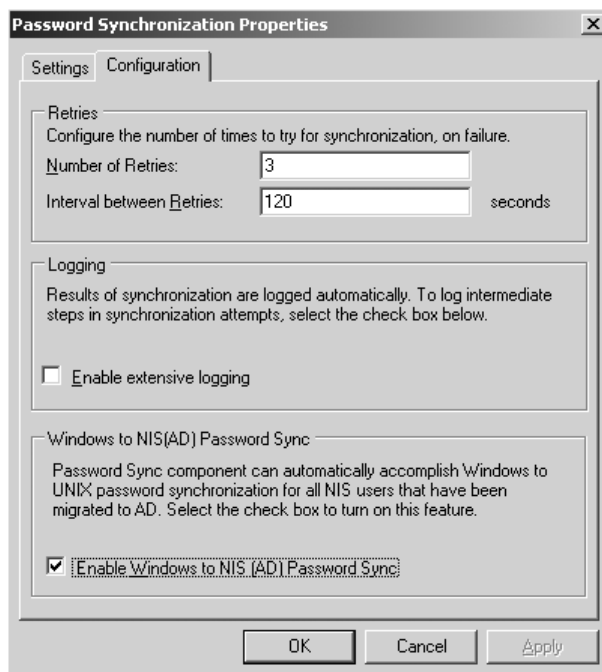 Password Synchronization Properties
Settings
Configuration
Retries
Configure the number of times to try for synchronization, on failure.
Number of Retries:
3
Interval between Retries:
120
seconds
Logging
Results of synchronization are logged automatically. To log intermediate
steps in synchronization attempts, select the check box below.
Enable extensive logging
Windows to NIS(AD) Password Sync
Password Sync component can automatically accomplish Windows to
UNIX password synchronization for all NIS users that have been
migrated to AD. Select the check box to turn on this feature.
Enable Windows to NIS (AD) Password Sync
OK
Cancel
Apply